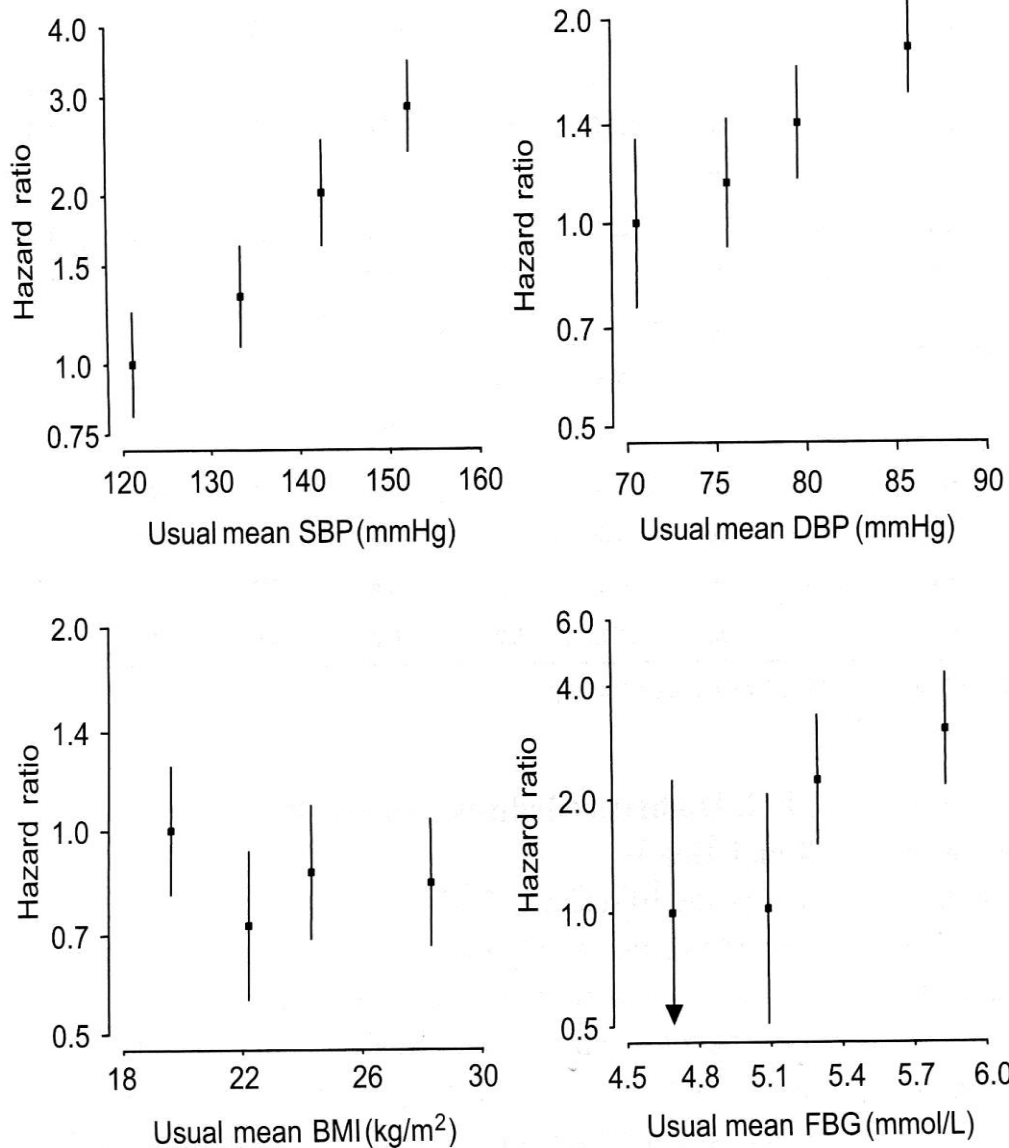 4.0
3.0
2.0
1.5
1.0
0.75
Hazard ratio
120 130 140 150 160
Usual mean SBP (mmHg)
2.0
1.4
1.0
0.7
0.5
Hazard ratio
70 75 80 85 90
Usual mean DBP (mmHg)
2.0
1.4
1.0
0.7
0.5
Hazard ratio
18 22 26 30
Usual mean BMI (kg/m²)
6.0
4.0
2.0
1.0
0.5
Hazard ratio
4.5 4.8 5.1 5.4 5.7 6.0
Usual mean FBG (mmol/L)